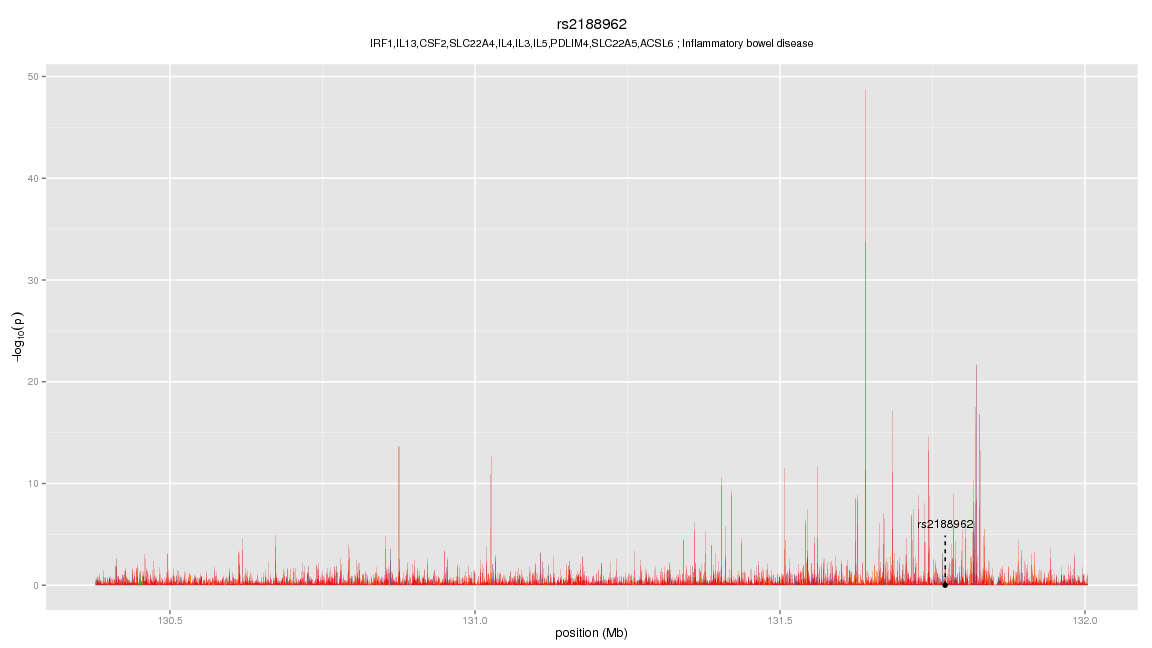 rs2188962
IRF1,IL13,CSF2,SLC22A4,IL4,IL3,IL5,PDLIM4,SLC22A5,ACSL6 ; Inflammatory bowel disease
50
40
30
20
10
0
−log10(p)
rs2188962
130.5 131.0 131.5 132.0
position (Mb)